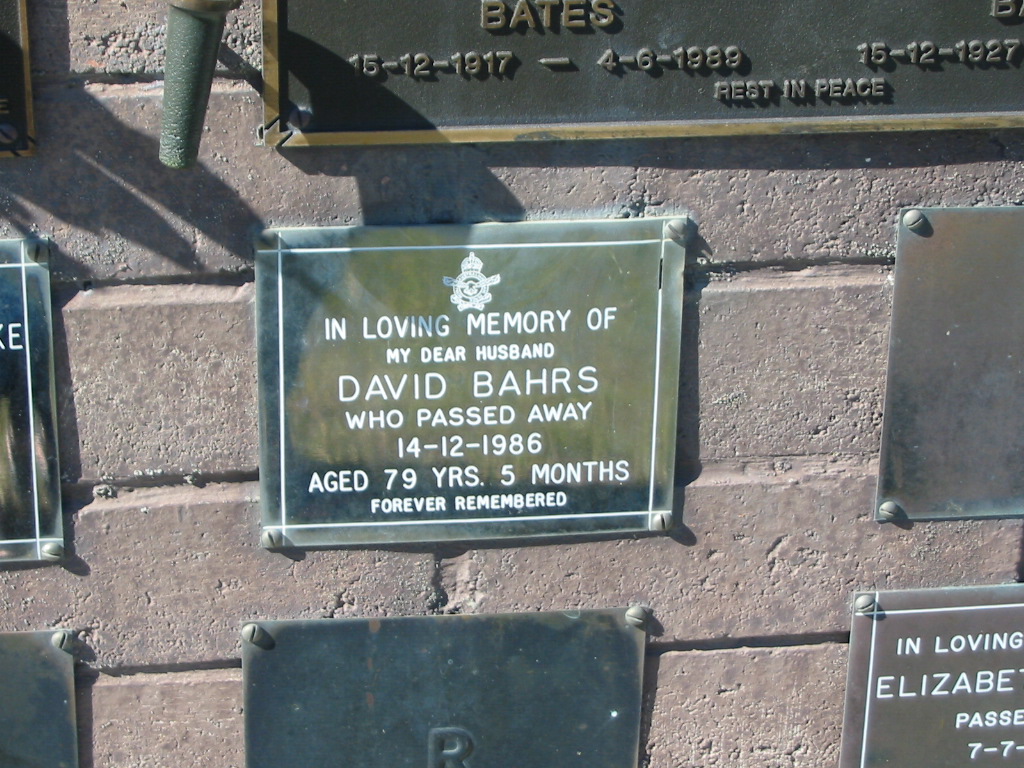 BATES
15-12-1917 — 4-6-1989
15-12-1927
REST IN PEACE
IN LOVING MEMORY OF
MY DEAR HUSBAND
DAVID BAHRS
WHO PASSED AWAY
14-12-1986
AGED 79 YRS. 5 MONTHS
FOREVER REMEMBERED
R
IN LOVING